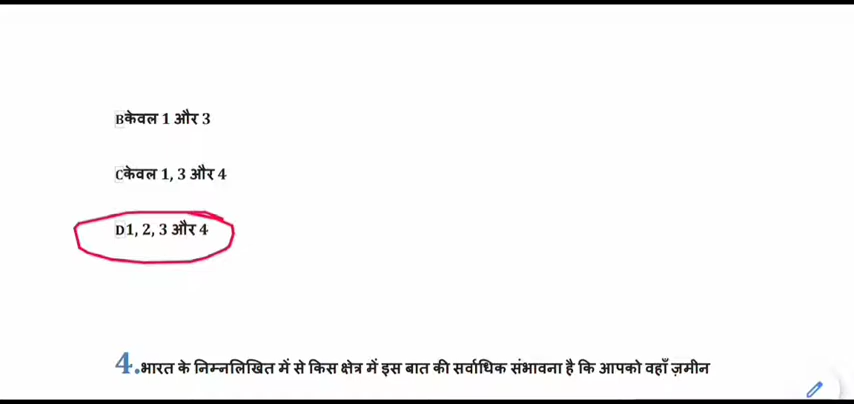 Bकेवल 1 और 3
Cकेवल 1, 3 और 4
D1, 2, 3 और 4
4.भारत के निम्नलिखित में से किस क्षेत्र में इस बात की सर्वाधिक संभावना है कि आपको वहाँ ज़मीन